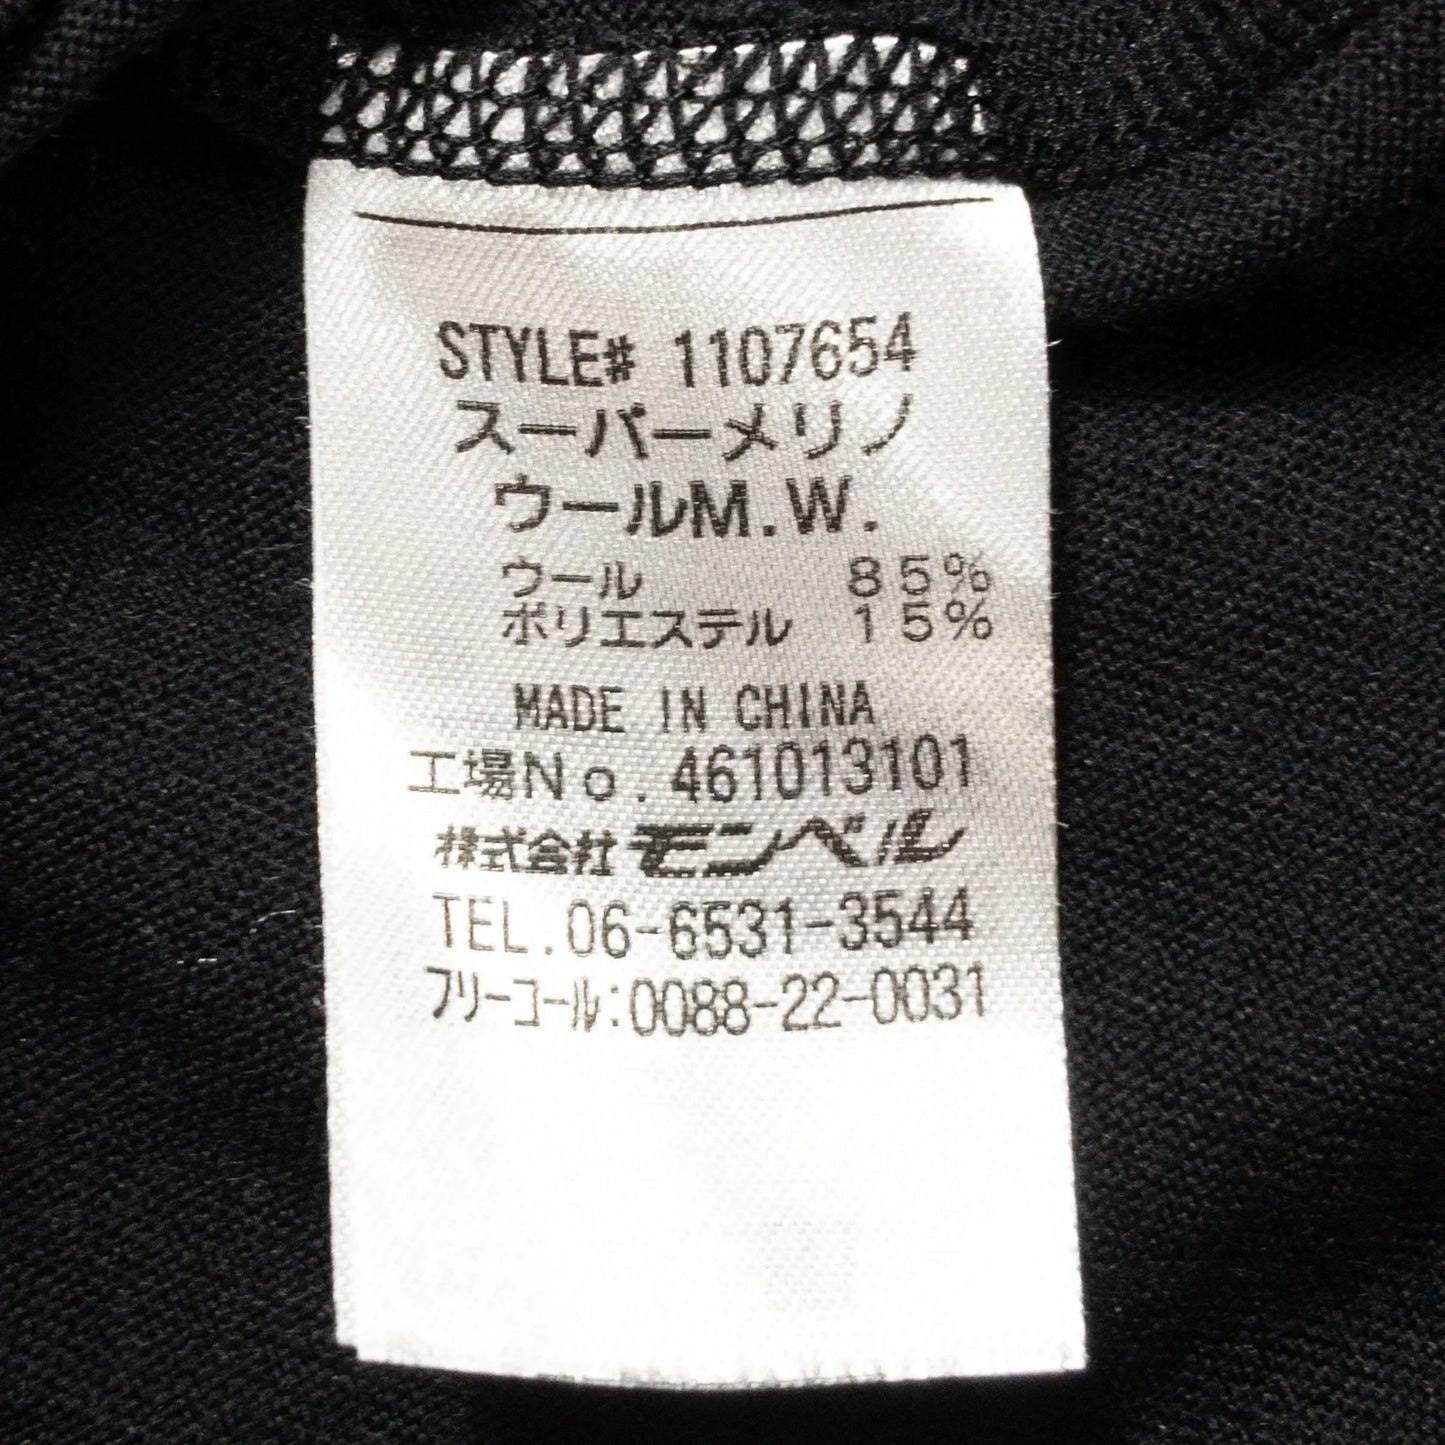 STYLE# 1107654
スーパーメリノ
ウールM.W.
ウール 85%
ポリエステル 15%
MADE IN CHINA
工場No. 461013101
株式会社 モンベル
TEL.06-6531-3544
フリーコール:0088-22-0031